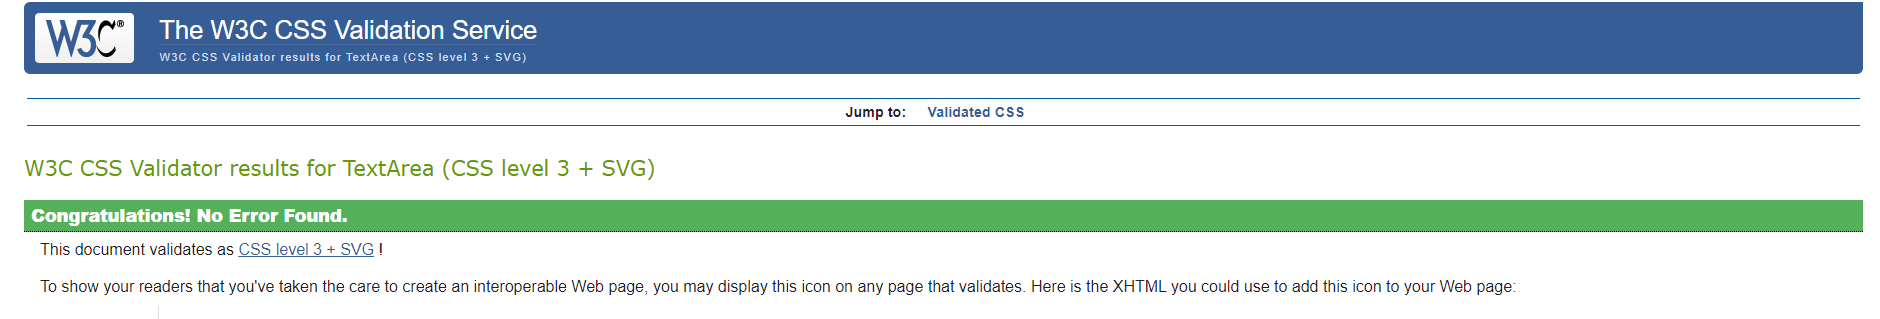 W3C® The W3C CSS Validation Service
W3C CSS Validator results for TextArea (CSS level 3 + SVG)
Jump to: Validated CSS
W3C CSS Validator results for TextArea (CSS level 3 + SVG)
Congratulations! No Error Found.
This document validates as CSS level 3 + SVG !
To show your readers that you've taken the care to create an interoperable Web page, you may display this icon on any page that validates. Here is the XHTML you could use to add this icon to your Web page: